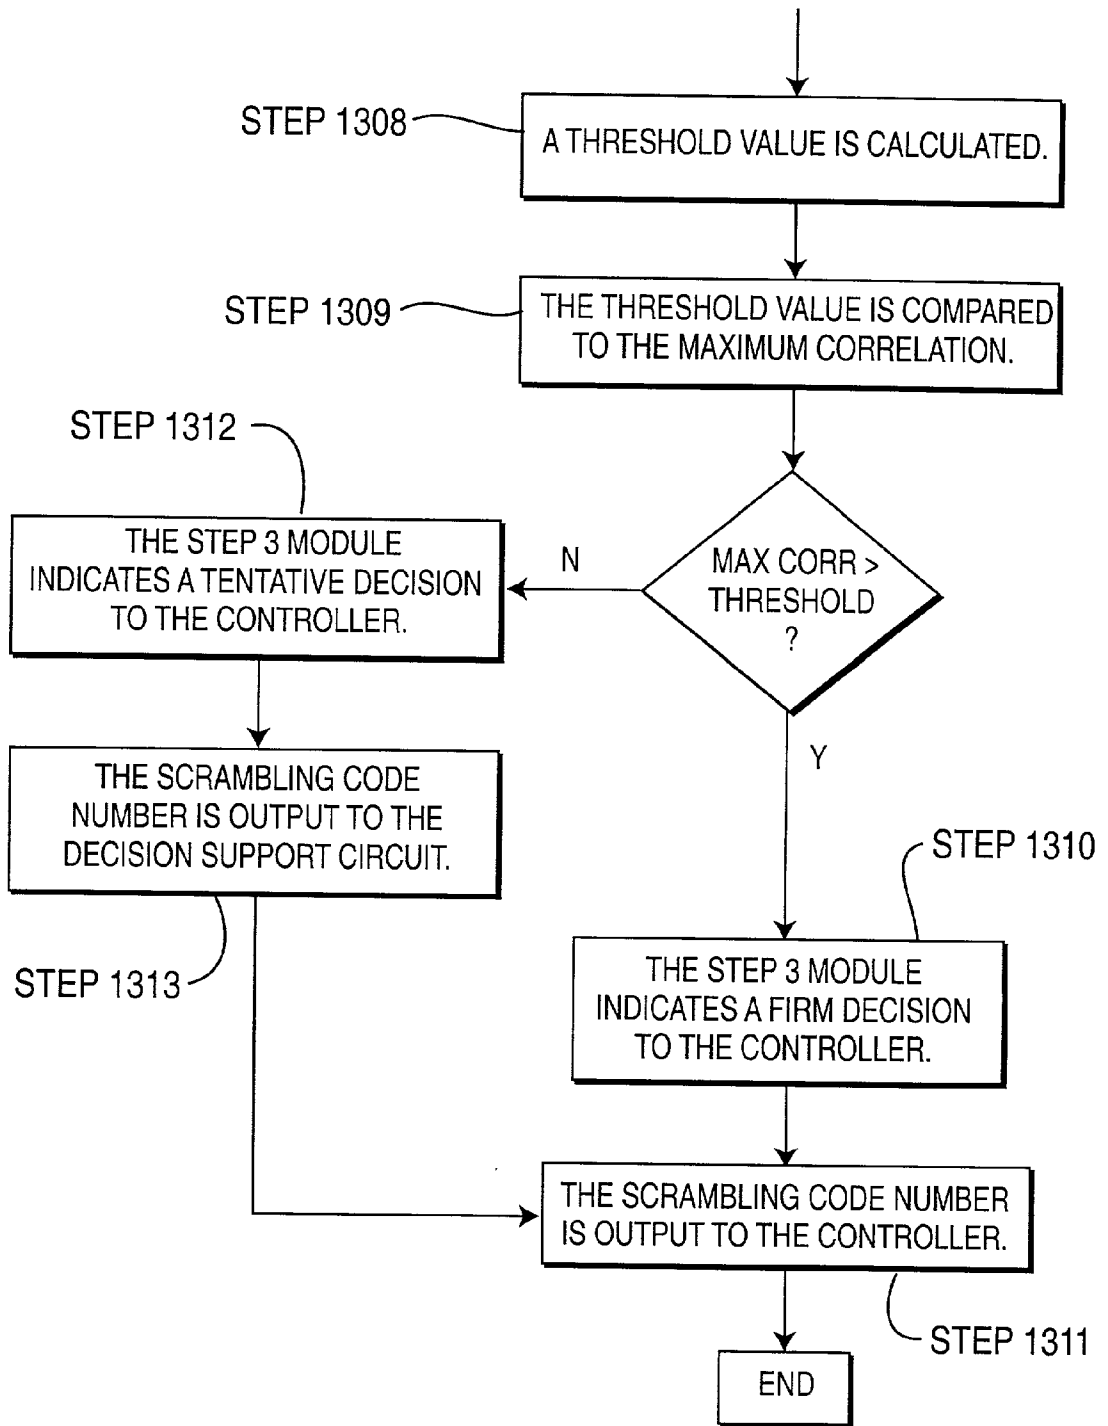 STEP 1308
A THRESHOLD VALUE IS CALCULATED.
STEP 1309
THE THRESHOLD VALUE IS COMPARED
TO THE MAXIMUM CORRELATION.
STEP 1312
THE STEP 3 MODULE
INDICATES A TENTATIVE DECISION
TO THE CONTROLLER.
N
MAX CORR >
THRESHOLD
?
Y
THE SCRAMBLING CODE
NUMBER IS OUTPUT TO THE
DECISION SUPPORT CIRCUIT.
STEP 1313
STEP 1310
THE STEP 3 MODULE
INDICATES A FIRM DECISION
TO THE CONTROLLER.
THE SCRAMBLING CODE NUMBER
IS OUTPUT TO THE CONTROLLER.
STEP 1311
END